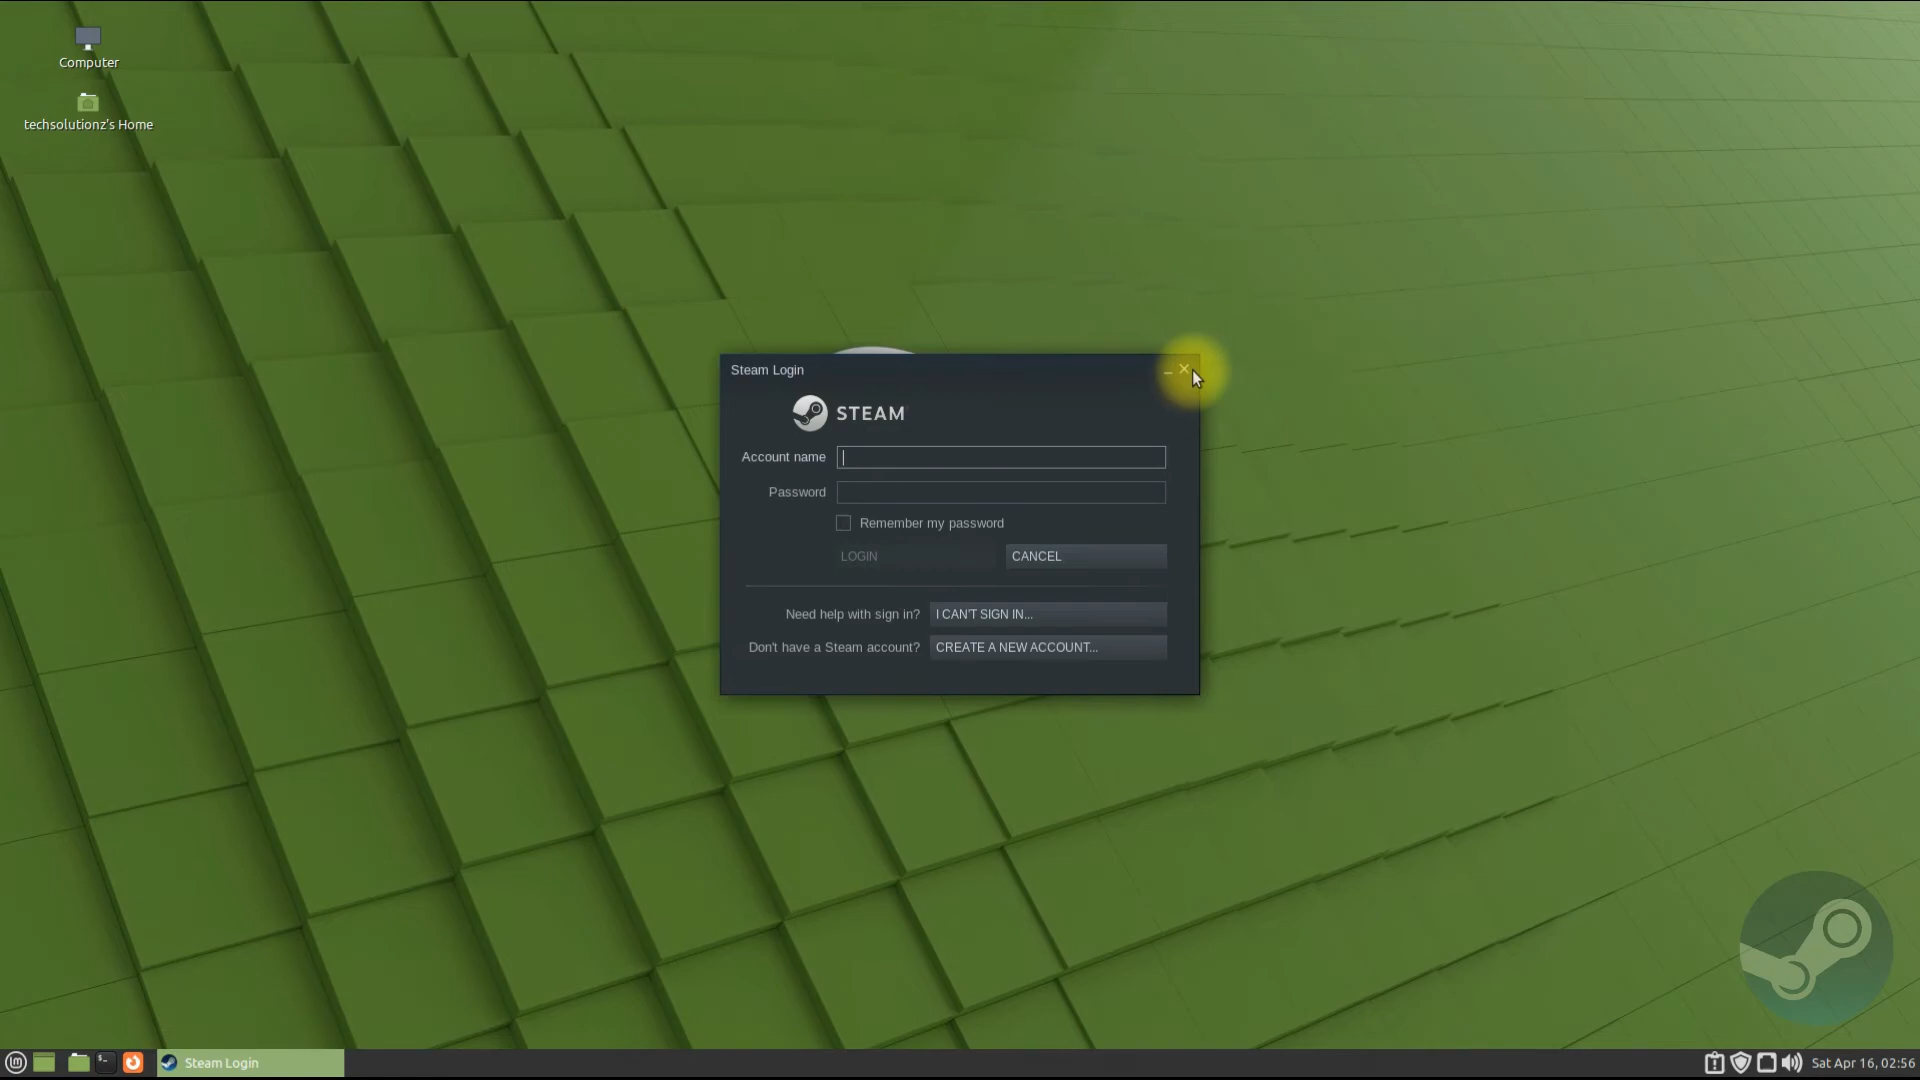 Computer
techsolutionz's Home
Steam Login
STEAM
Account name
Password
Remember my password
LOGIN
CANCEL
Need help with sign in?
I CAN'T SIGN IN...
Don't have a Steam account?
CREATE A NEW ACCOUNT...
Steam Login
Sat Apr 16, 02:56